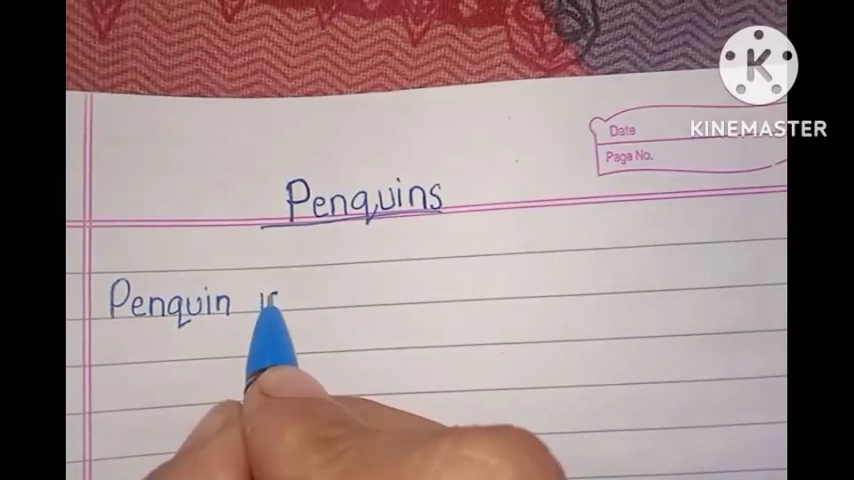 KINEMASTER
Date
Page No.
Penquins
Penquin